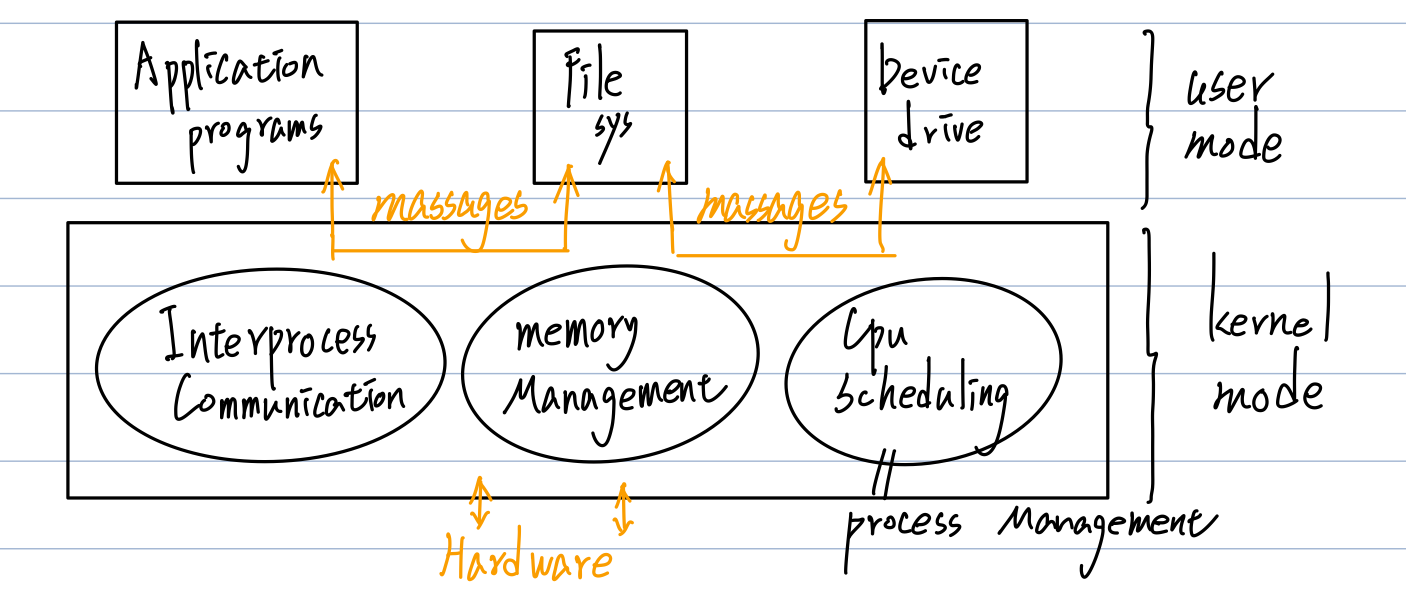 Application
programs
File
sys
Device
drive
user
mode
massages
massages
Interprocess
Communication
memory
Management
Cpu
scheduling
kernel
mode
process Management
Hardware